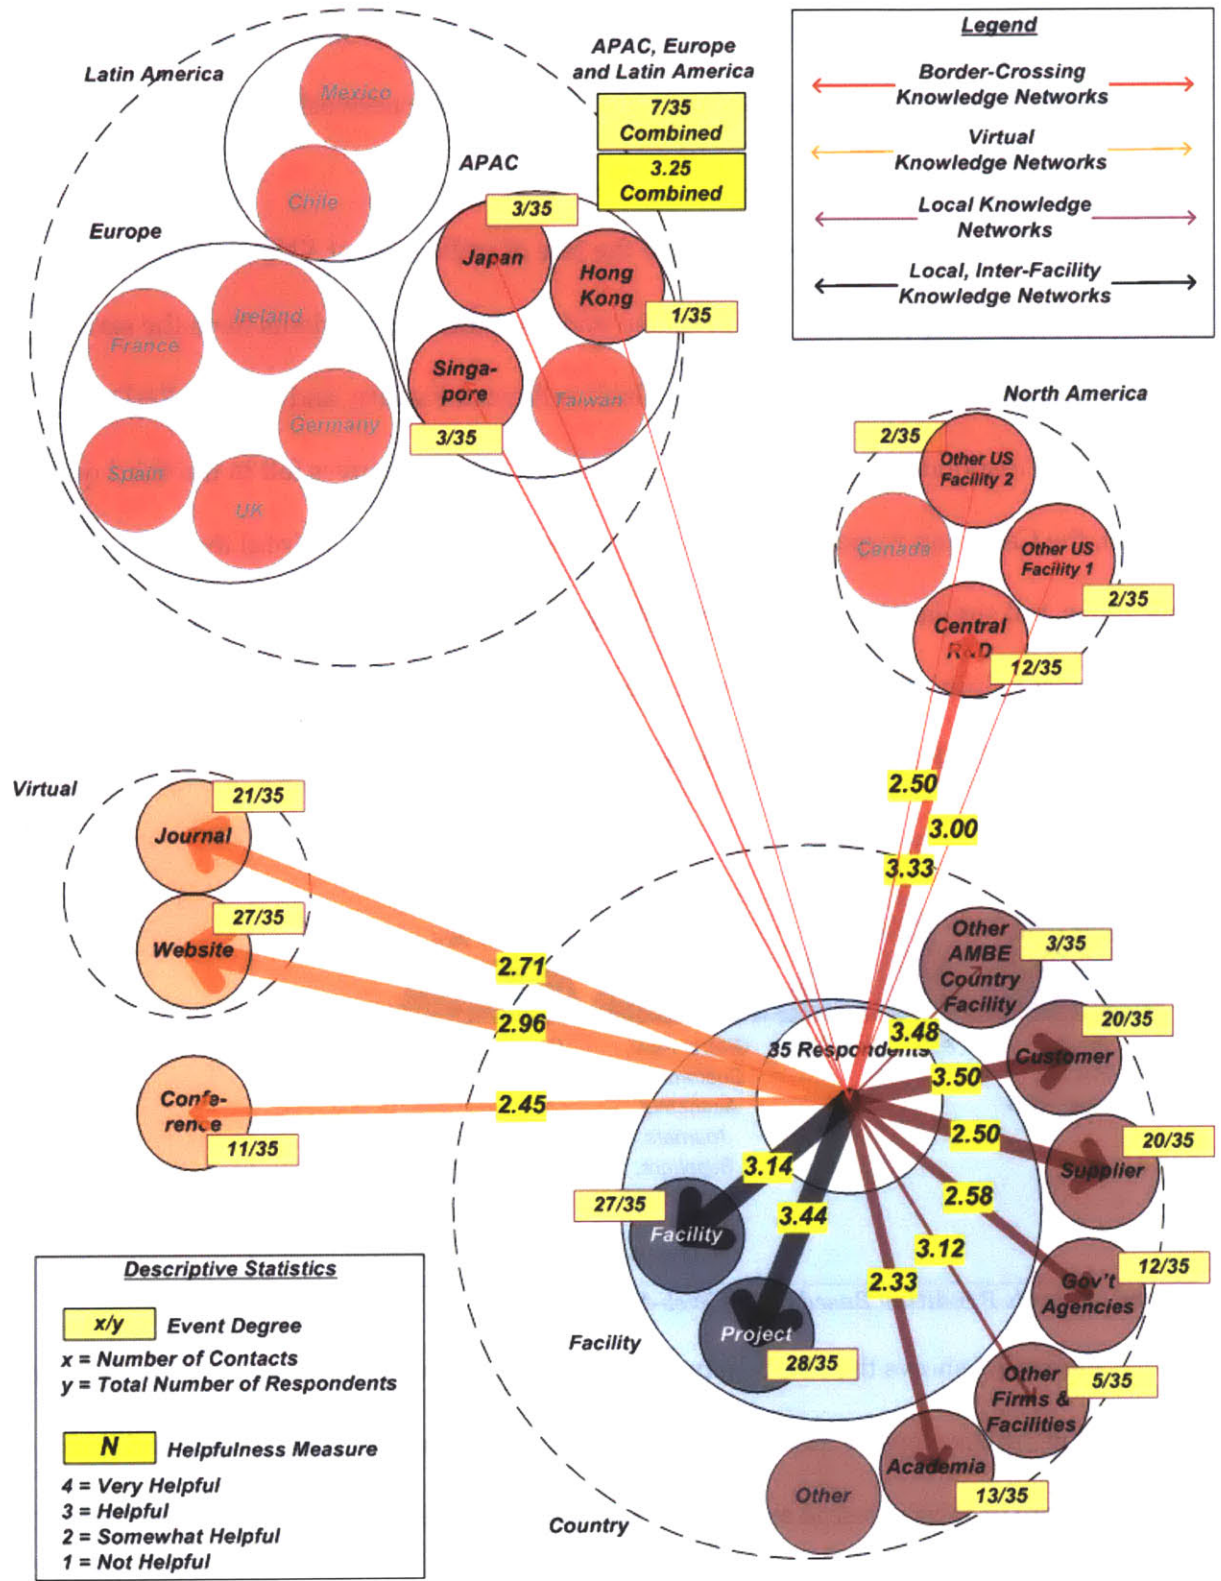 Latin America
Mexico
Chile
APAC, Europe
and Latin America
7/35
Combined
3.25
Combined
APAC
3/35
Japan
Hong
Kong
1/35
Singa-
pore
3/35
Taiwan
Europe
Ireland
France
Germany
Spain
UK
Legend
Border-Crossing
Knowledge Networks
Virtual
Knowledge Networks
Local Knowledge
Networks
Local, Inter-Facility
Knowledge Networks
North America
2/35
Other US
Facility 2
Canada
Other US
Facility 1
2/35
Central
R&D
12/35
Virtual
21/35
Journal
27/35
Website
Confe-
rence
11/35
2.71
2.96
2.45
2.50
3.00
3.33
Other
AMBE
Country
Facility
3/35
3.48
35 Respondents
20/35
Customer
3.50
20/35
Supplier
2.50
2.58
12/35
Gov't
Agencies
3.12
5/35
Other
Firms &
Facilities
2.33
Academia
13/35
Other
3.14
27/35
Facility
3.44
Project
28/35
Facility
Country
Descriptive Statistics
x/y Event Degree
x = Number of Contacts
y = Total Number of Respondents
N Helpfulness Measure
4 = Very Helpful
3 = Helpful
2 = Somewhat Helpful
1 = Not Helpful